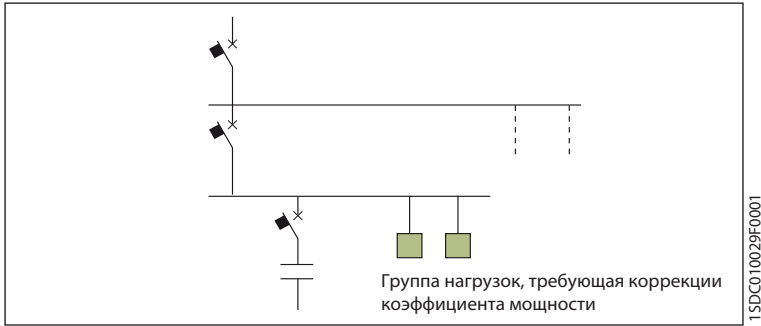 Группа нагрузок, требующая коррекции
коэффициента мощности
1SDC010029F0001